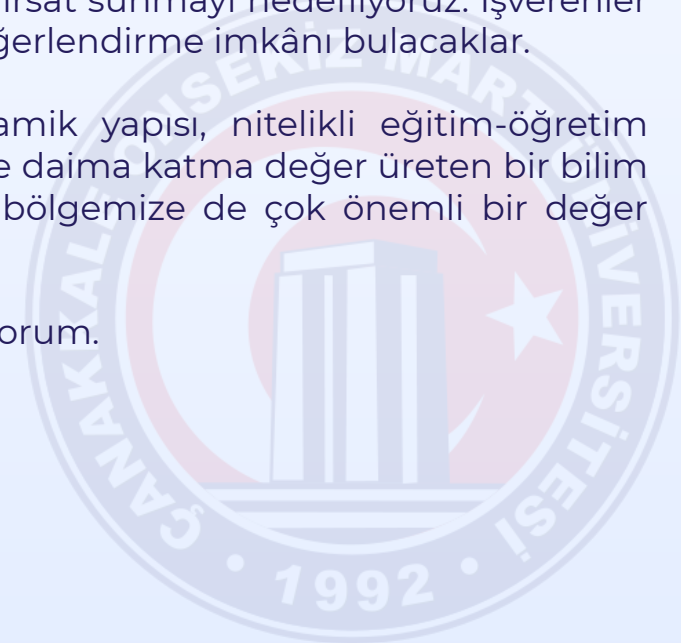 fırsat sunmayı hedefliyoruz. İşverenler
ğerlendirme imkânı bulacaklar.
amik yapısı, nitelikli eğitim-öğretim
e daima katma değer üreten bir bilim
bölgemize de çok önemli bir değer
orum.
ÇANAKKALE ONSEKİZ MART ÜNİVERSİTESİ
• 1992 •